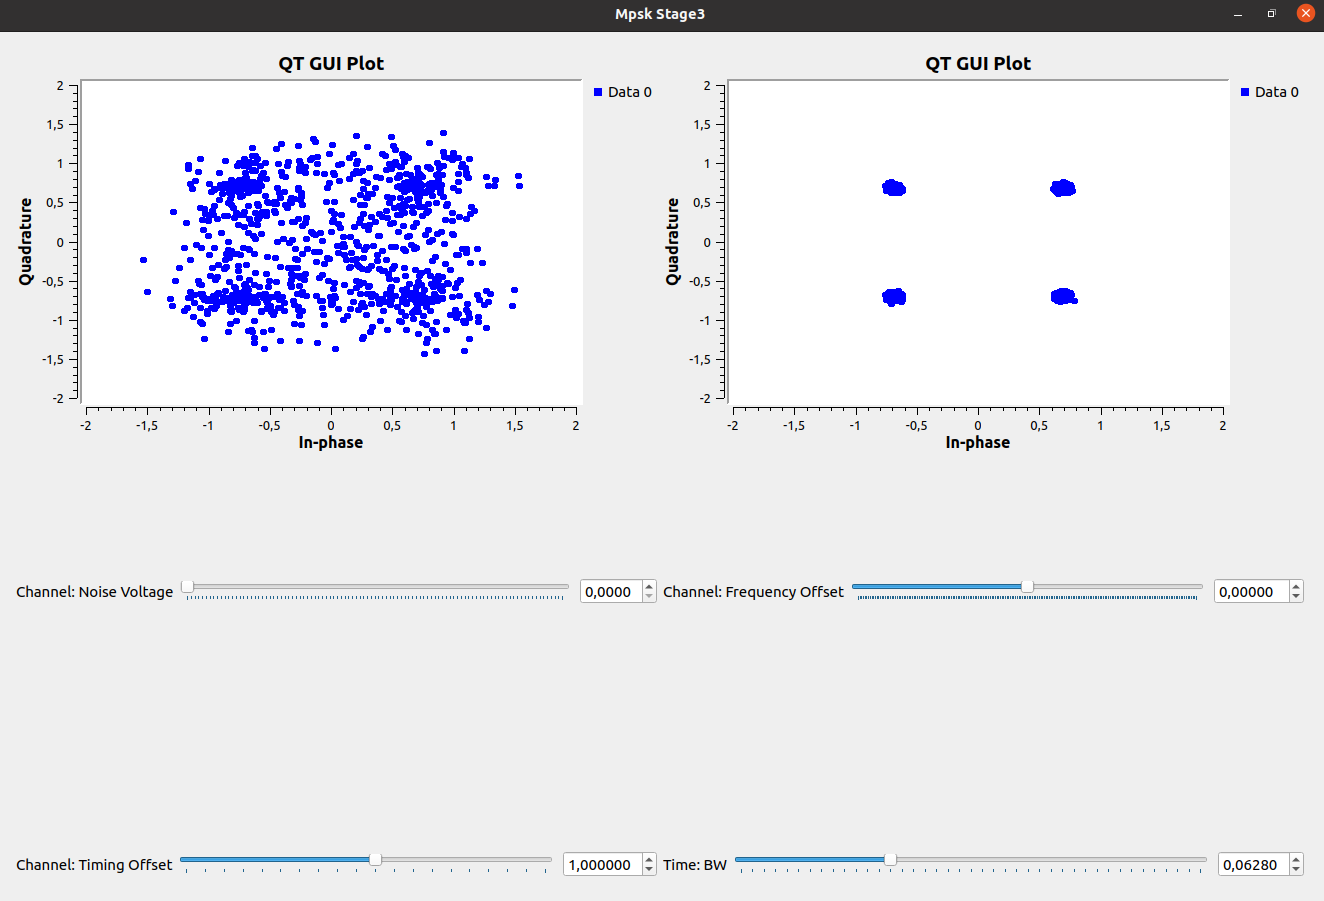 Mpsk Stage3
QT GUI Plot
Data 0
2
1,5
1
0,5
0
-0,5
-1
-1,5
-2
Quadrature
-2 -1,5 -1 -0,5 0 0,5 1 1,5 2
In-phase
QT GUI Plot
Data 0
2
1,5
1
0,5
0
-0,5
-1
-1,5
-2
Quadrature
-2 -1,5 -1 -0,5 0 0,5 1 1,5 2
In-phase
Channel: Noise Voltage 0,0000
Channel: Frequency Offset 0,00000
Channel: Timing Offset 1,000000
Time: BW 0,06280